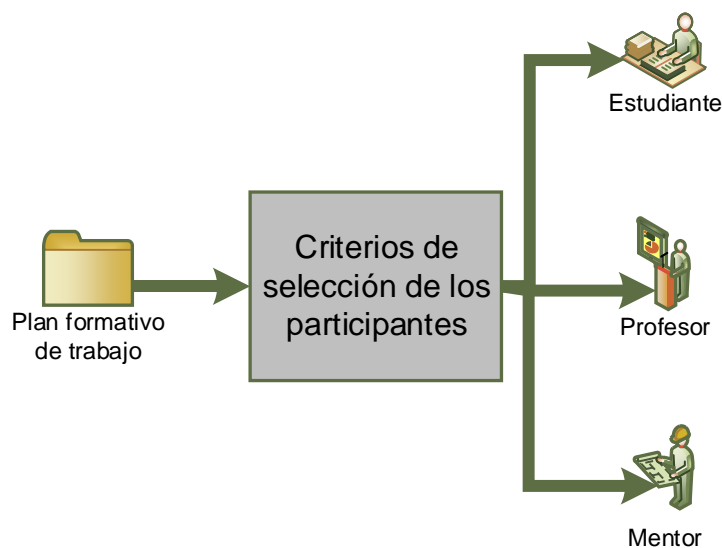 Estudiante
Criterios de
selección de los
participantes
Plan formativo
de trabajo
Profesor
Mentor